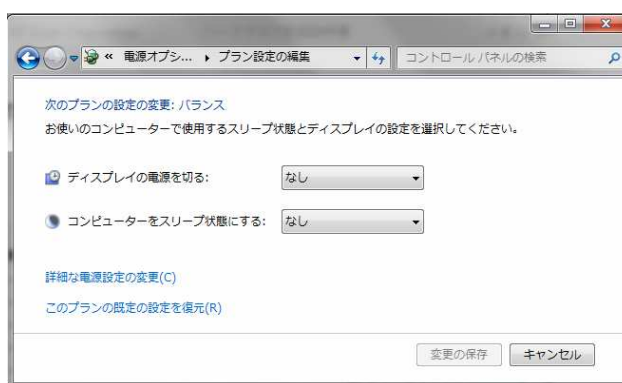 « 電源オプシ... ▸ プラン設定の編集
コントロール パネルの検索
次のプランの設定の変更: バランス
お使いのコンピューターで使用するスリープ状態とディスプレイの設定を選択してください。
ディスプレイの電源を切る: なし
コンピューターをスリープ状態にする: なし
詳細な電源設定の変更(C)
このプランの既定の設定を復元(R)
変更の保存 キャンセル